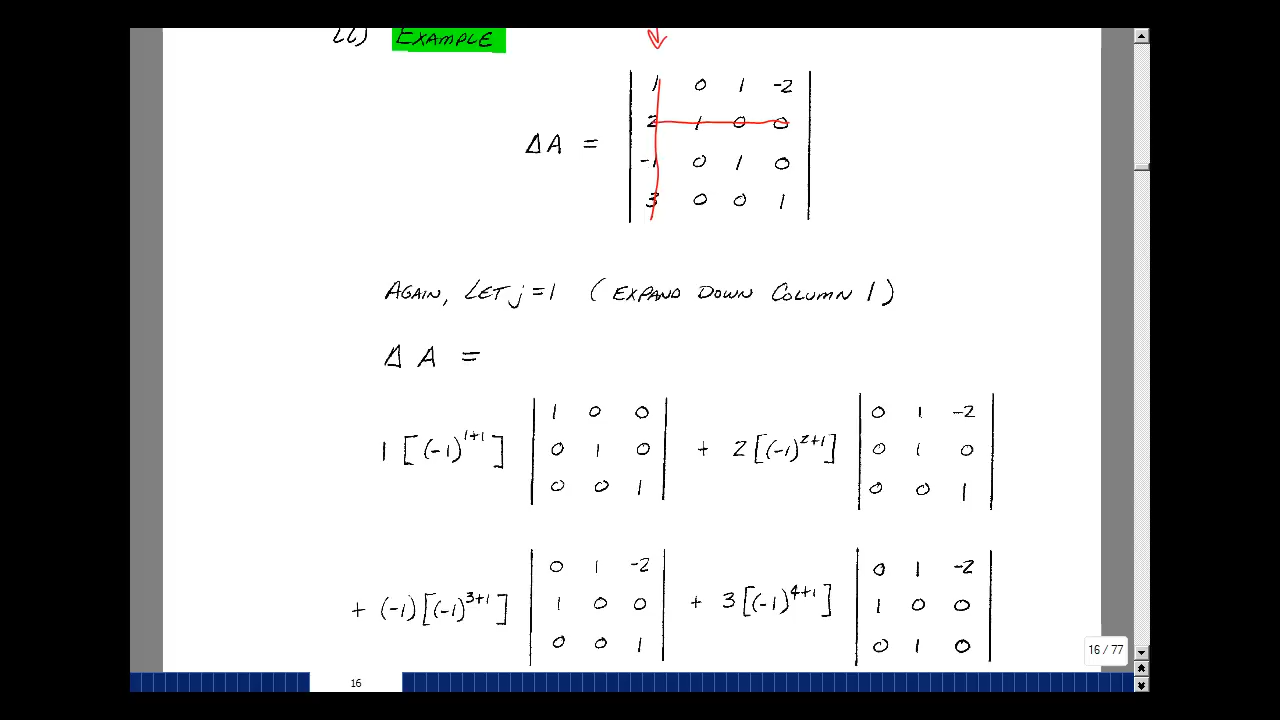 ii) EXAMPLE
1 0 1 -2
2 1 0 0
ΔA =
-1 0 1 0
3 0 0 1
AGAIN, LET j = 1 (EXPAND DOWN COLUMN 1)
ΔA =
1 0 0 0 1 -2
1 [(-1)^1+1] 0 1 0 + 2 [(-1)^2+1] 0 1 0
0 0 1 0 0 1
0 1 -2 0 1 -2
+ (-1) [(-1)^3+1] 1 0 0 + 3 [(-1)^4+1] 1 0 0
0 0 1 0 1 0
16 / 77
16